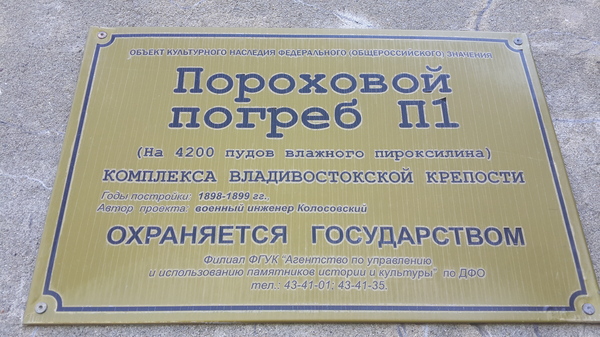 ОБЪЕКТ КУЛЬТУРНОГО НАСЛЕДИЯ ФЕДЕРАЛЬНОГО (ОБЩЕРОССИЙСКОГО) ЗНАЧЕНИЯ
Пороховой
погреб П1
(На 4200 пудов влажного пироксилина)
КОМПЛЕКСА ВЛАДИВОСТОКСКОЙ КРЕПОСТИ
Годы постройки: 1898-1899 гг.,
Автор проекта: военный инженер Колосовский
ОХРАНЯЕТСЯ ГОСУДАРСТВОМ
Филиал ФГУК "Агентство по управлению
и использованию памятников истории и культуры" по ДФО
тел.: 43-41-01; 43-41-35.